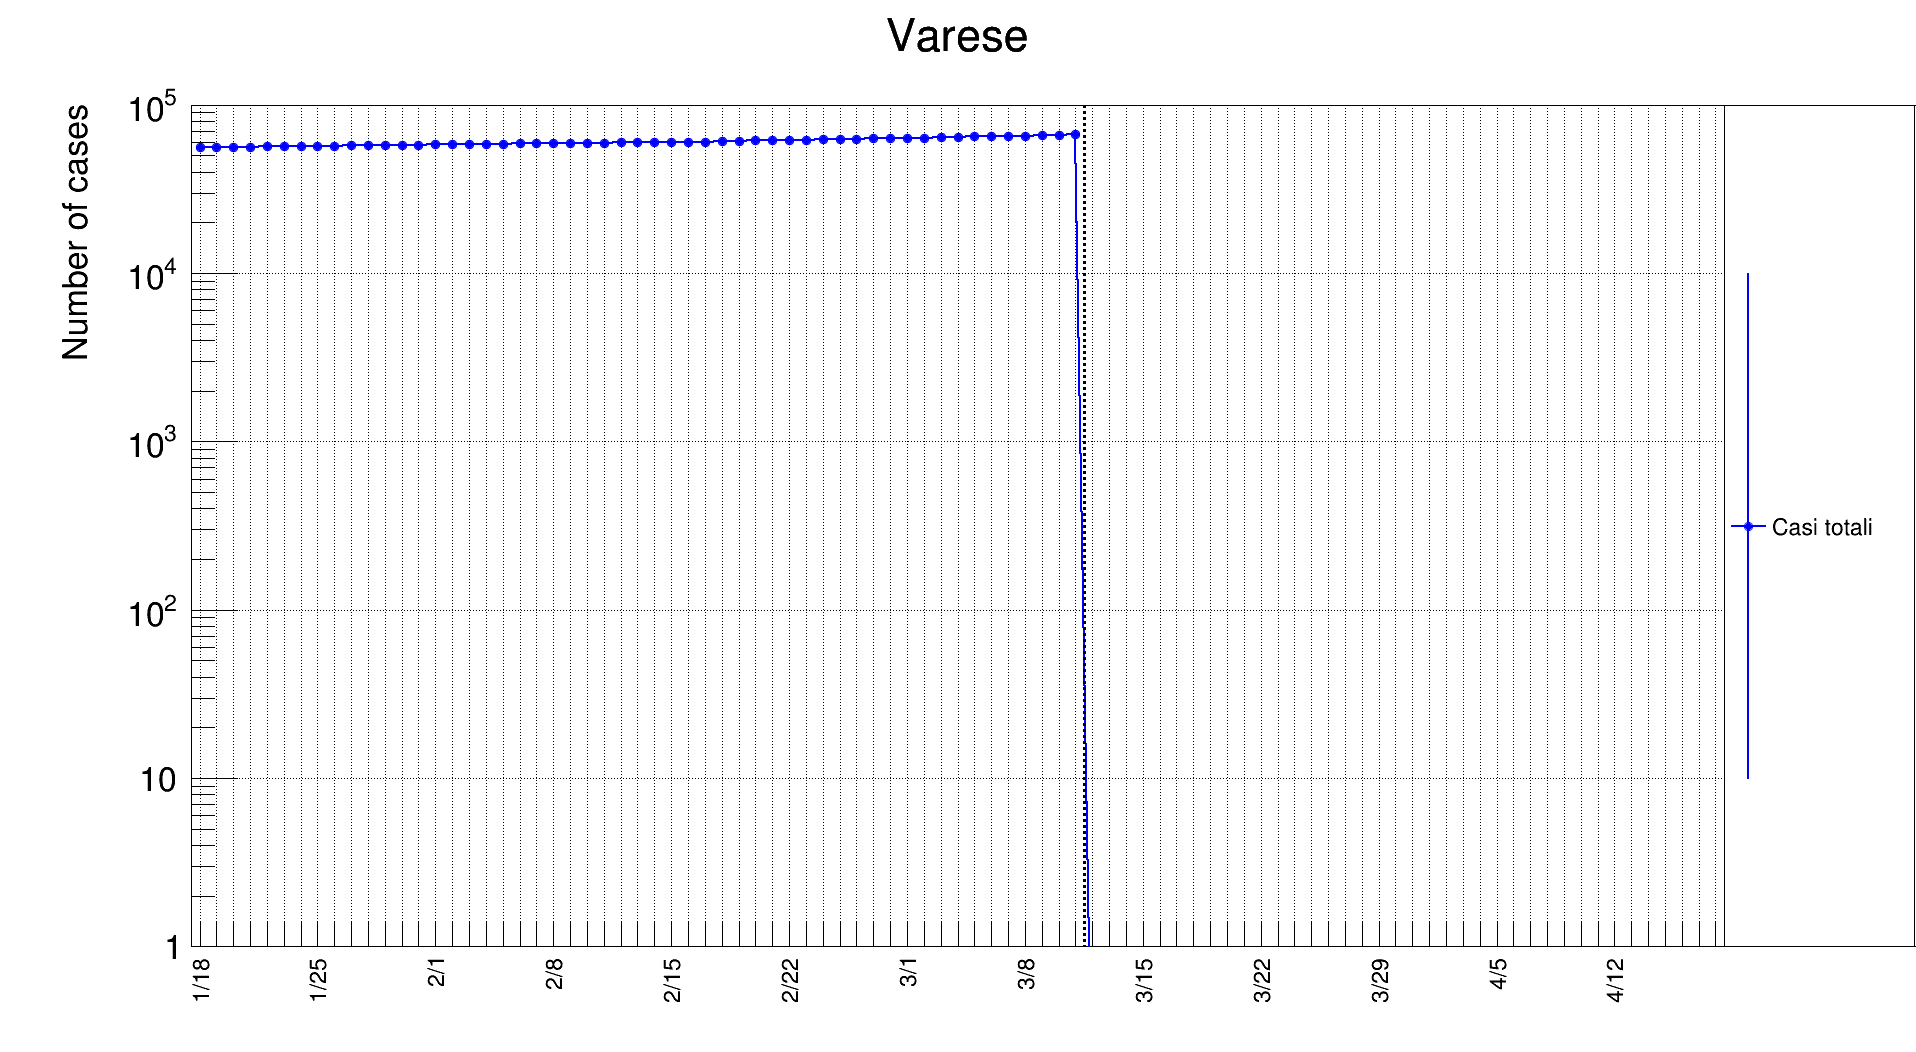 Varese
Number of cases
10^5
10^4
10^3
10^2
10
1
1/18 1/25 2/1 2/8 2/15 2/22 3/1 3/8 3/15 3/22 3/29 4/5 4/12
Casi totali